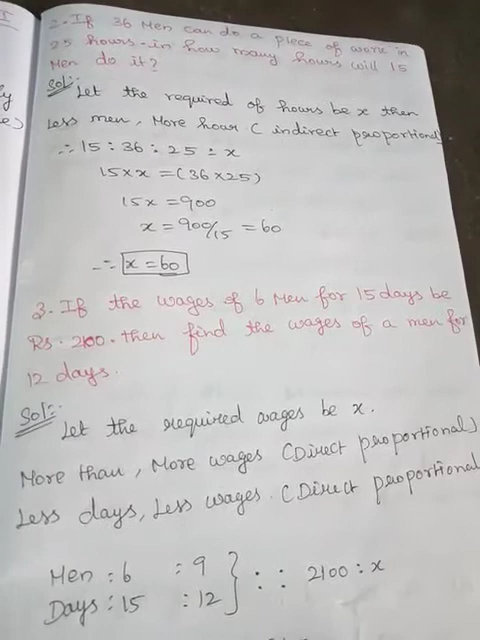 2. If 36 Men can do a piece of work in
25 hours. in how many hours will 15
Men do it?
Sol:
Let the required of hours be x then
Less men, More hour ( indirect proportional)
∴ 15 : 36 : 25 : x
15 x x = (36 x 25)
15x = 900
x = 900/15 = 60
∴ x = 60
3. If the wages of 6 Men for 15 days be
Rs. 2100. then find the wages of a men for
12 days.
Sol:
Let the required wages be x.
More than, More wages (Direct proportional)
Less days, Less wages. (Direct proportional
Men : 6 : 9 } : : 2100 : x
Days : 15 : 12